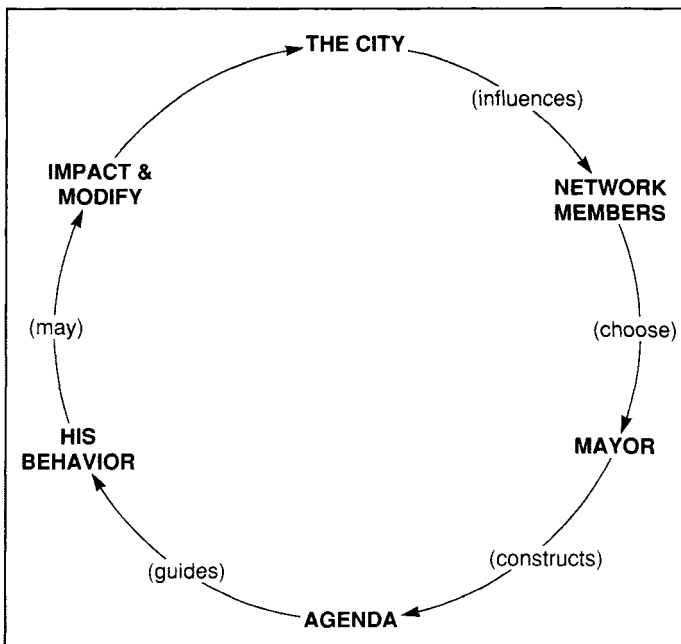 THE CITY
(influences)
NETWORK
MEMBERS
(choose)
MAYOR
(constructs)
AGENDA
(guides)
HIS
BEHAVIOR
(may)
IMPACT &
MODIFY